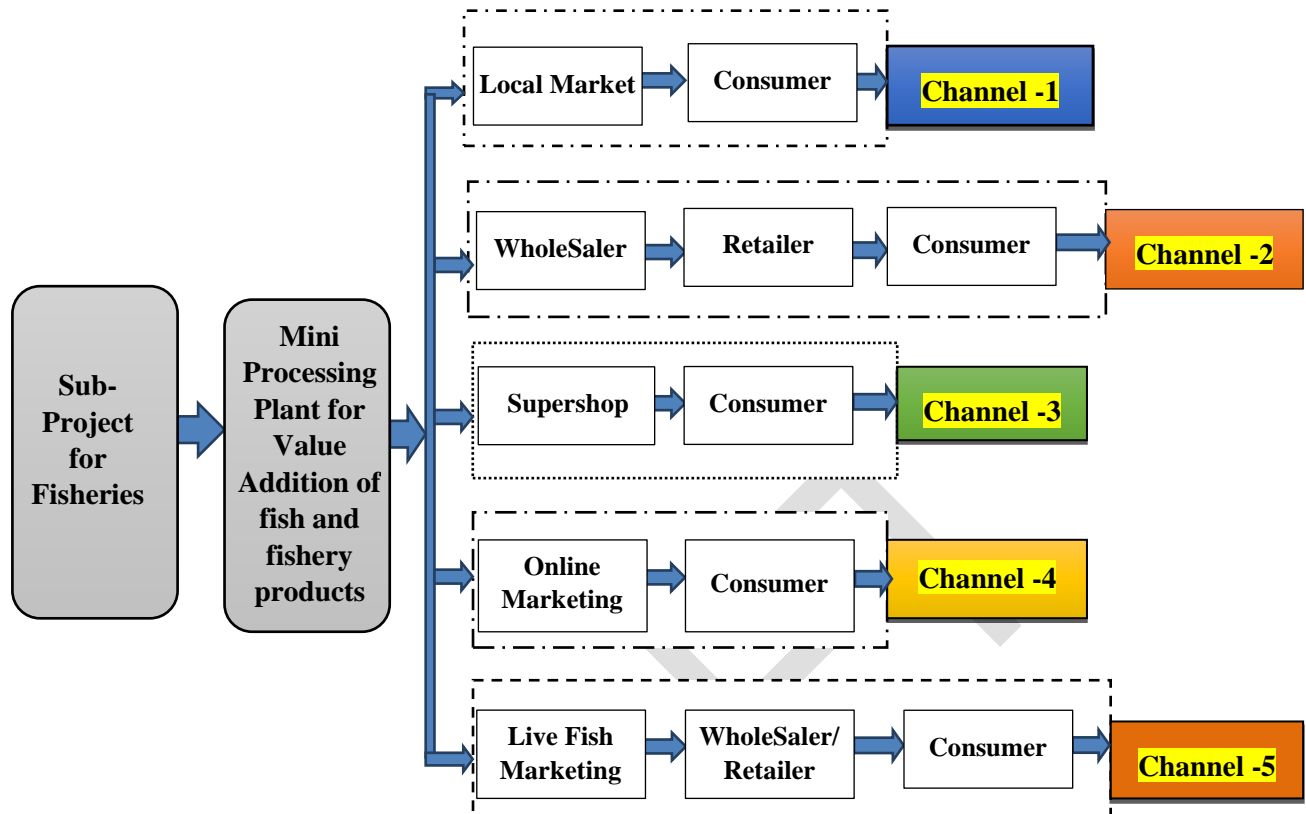 Sub-
Project
for
Fisheries
Mini
Processing
Plant for
Value
Addition of
fish and
fishery
products
Local Market
Consumer
Channel -1
WholeSaler
Retailer
Consumer
Channel -2
Supershop
Consumer
Channel -3
Online
Marketing
Consumer
Channel -4
Live Fish
Marketing
WholeSaler/
Retailer
Consumer
Channel -5